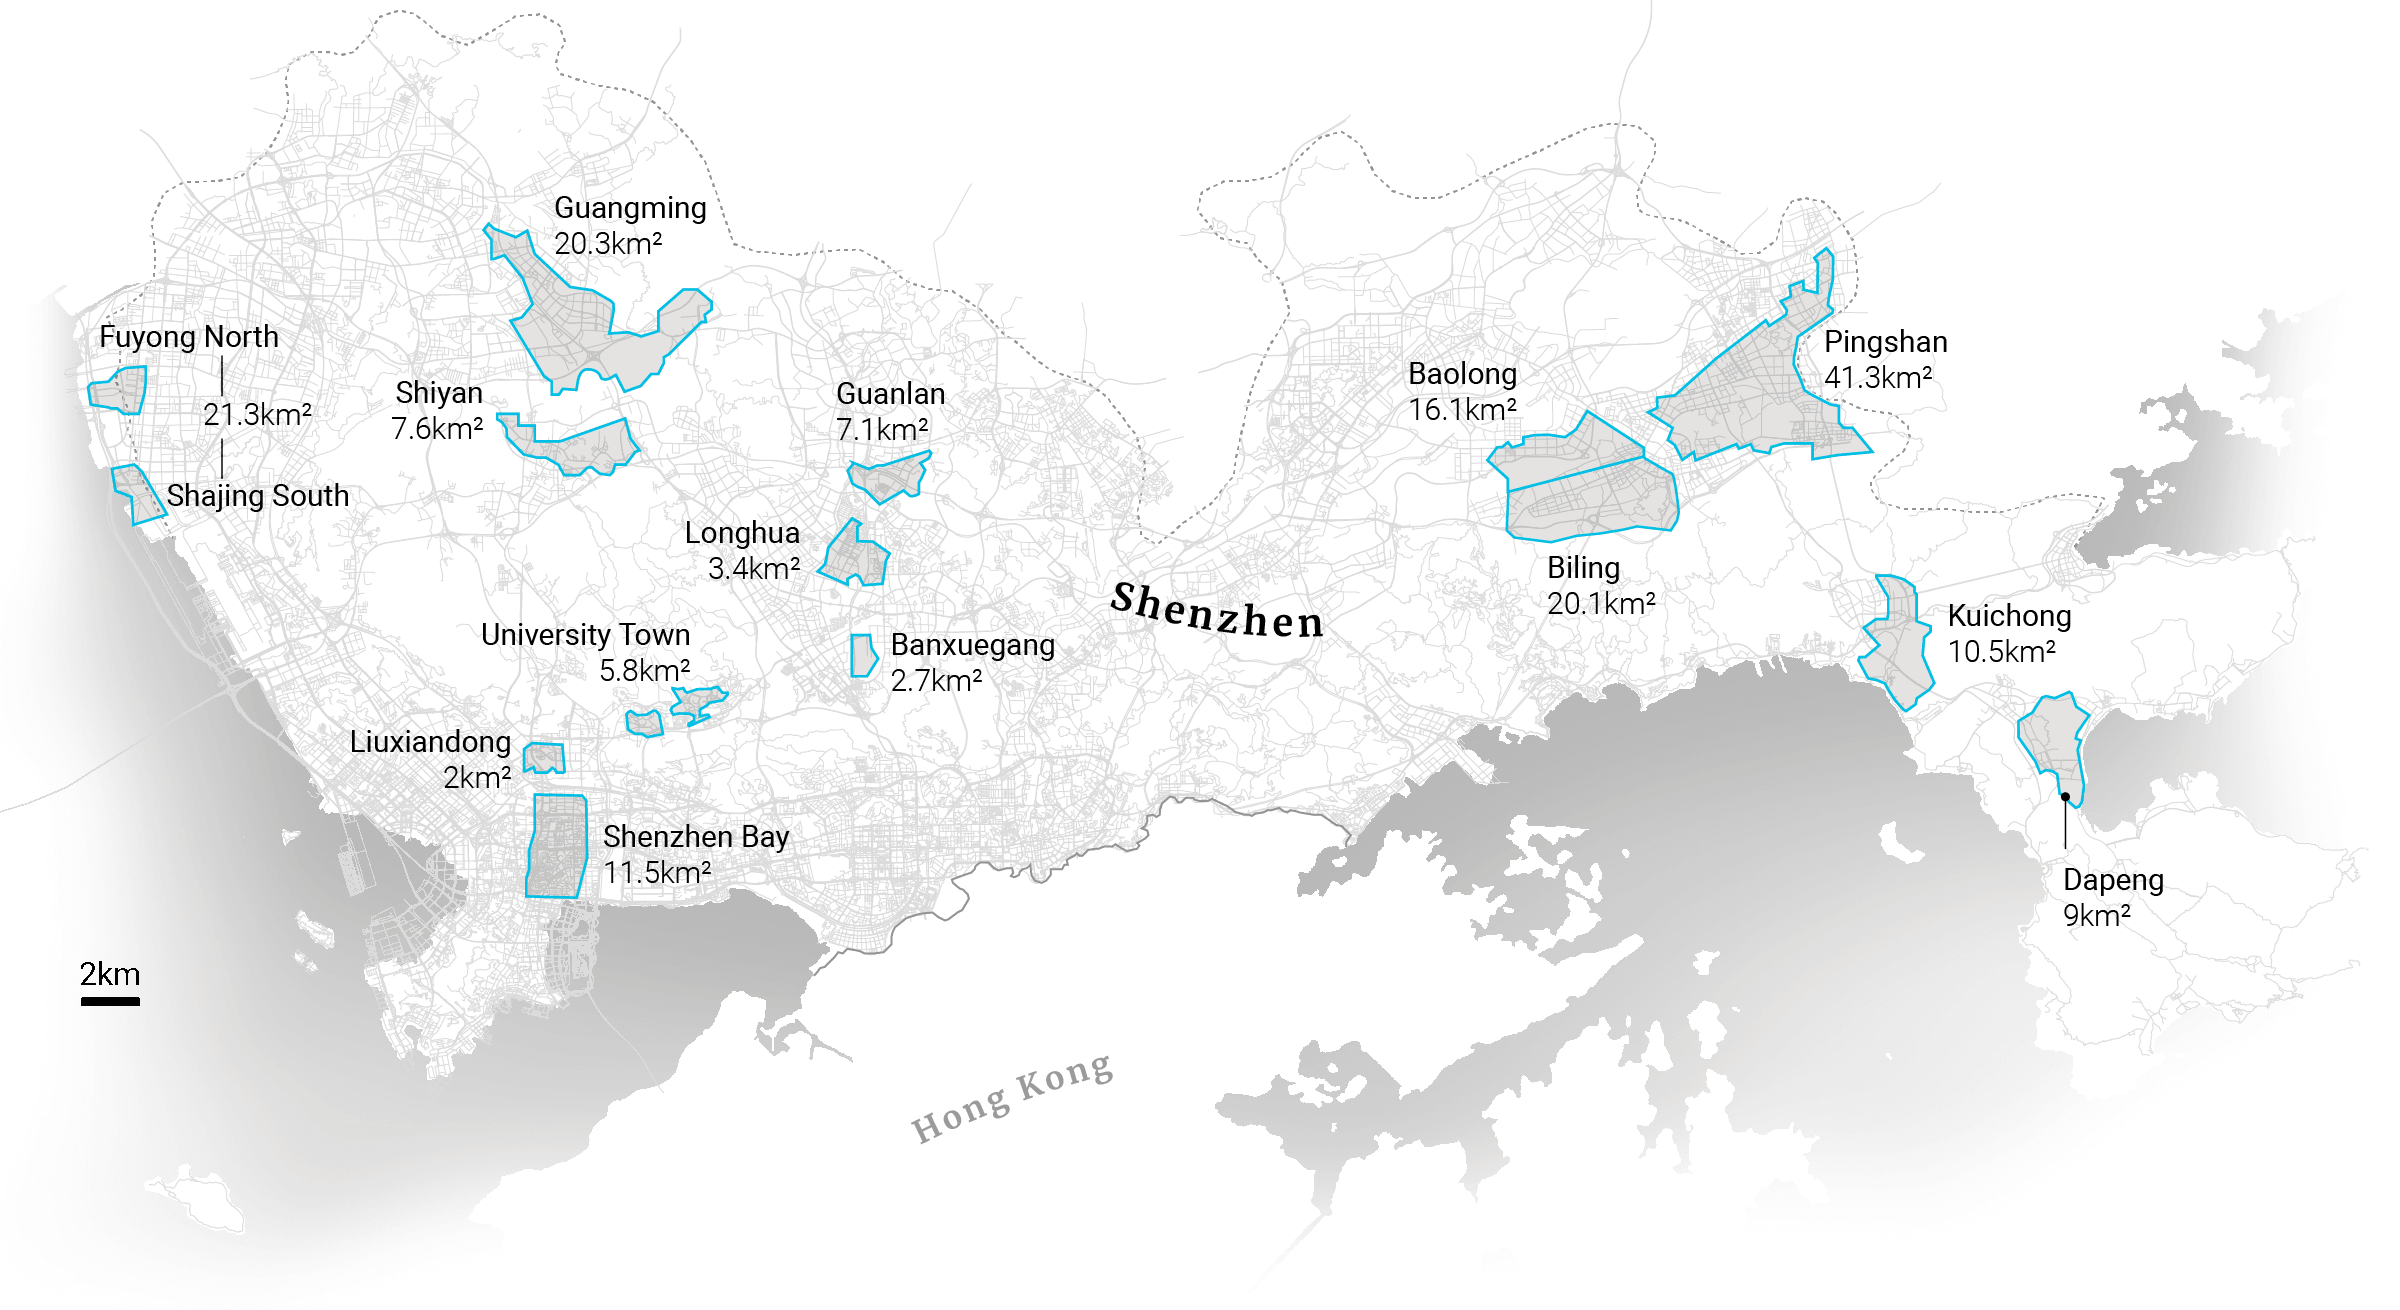 Guangming
20.3km²
Fuyong North
21.3km²
Shajing South
Shiyan
7.6km²
Guanlan
7.1km²
Baolong
16.1km²
Pingshan
41.3km²
Longhua
3.4km²
Shenzhen
Biling
20.1km²
University Town
5.8km²
Banxuegang
2.7km²
Kuichong
10.5km²
Liuxiandong
2km²
Shenzhen Bay
11.5km²
Dapeng
9km²
2km
Hong Kong